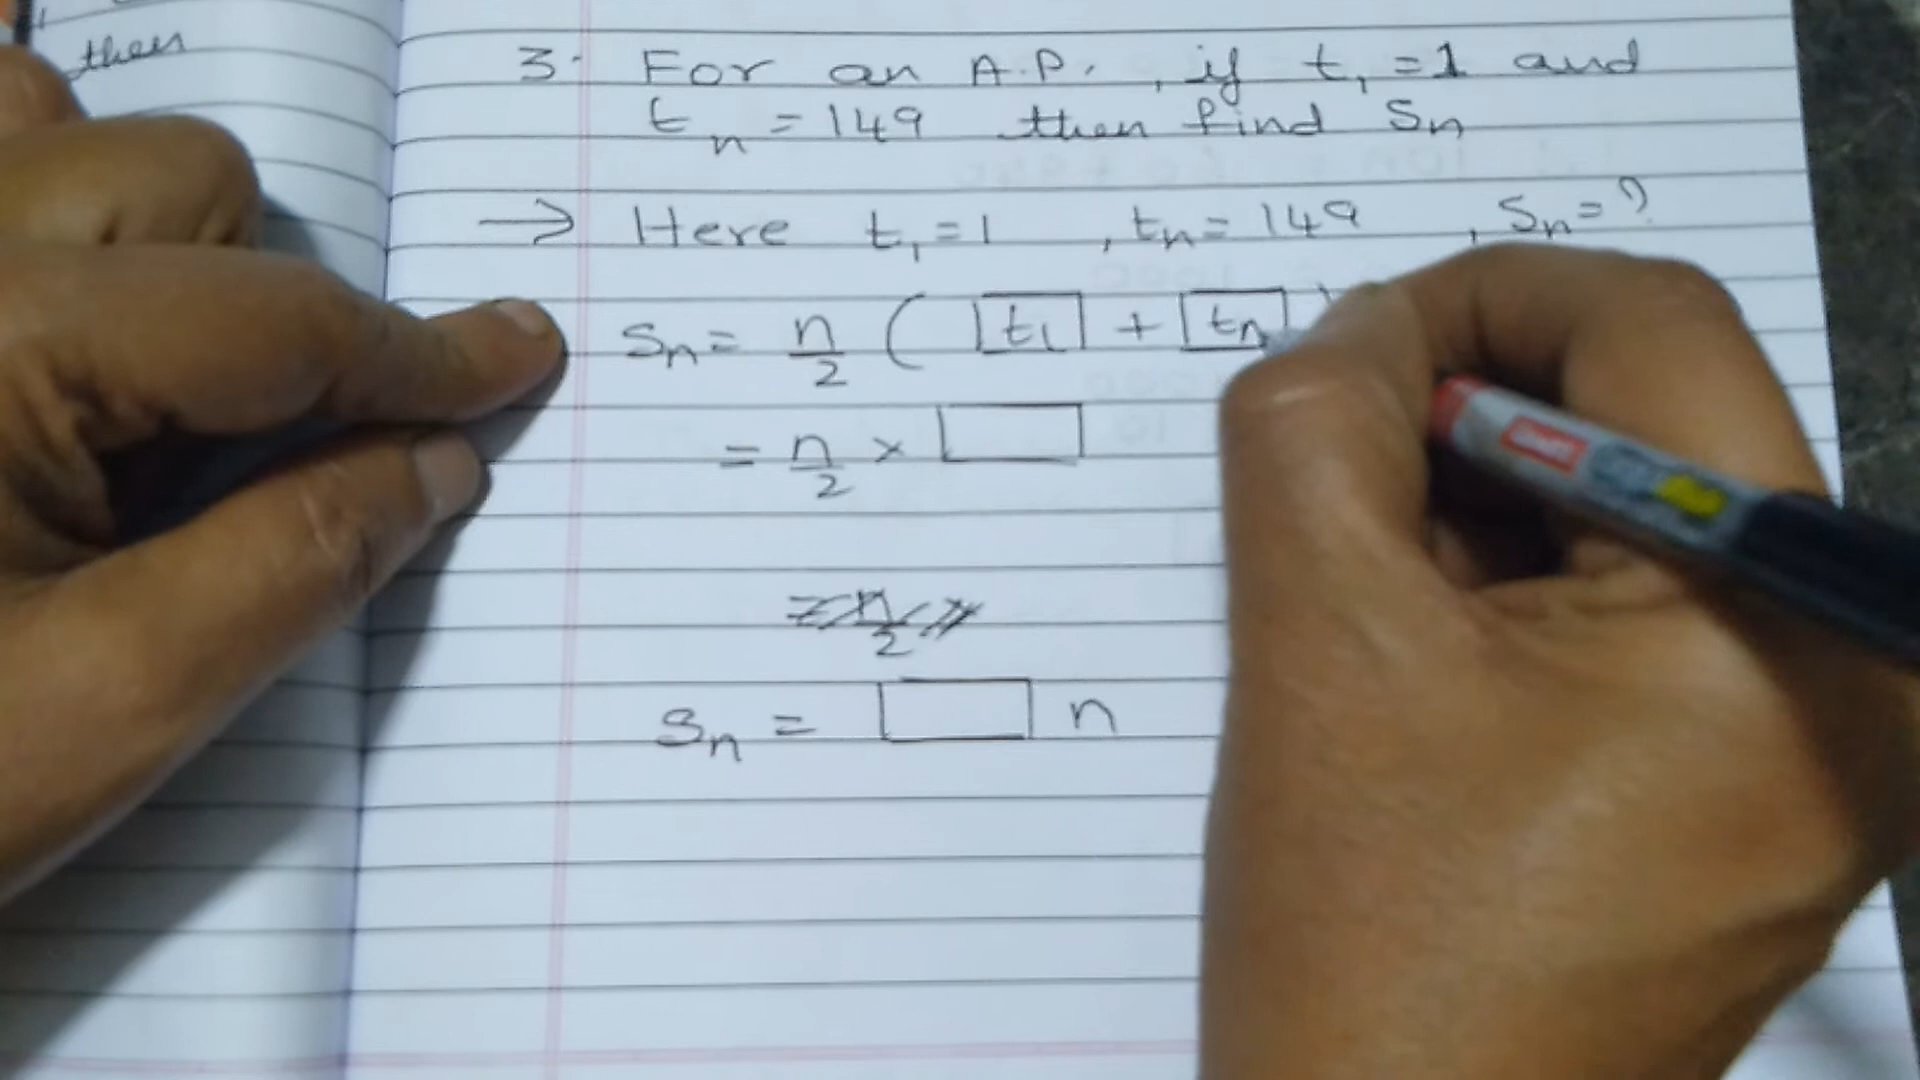 then
3. For an A.P. , if t₁ = 1 and
tₙ = 149 then find Sₙ
→ Here t₁ = 1 , tₙ = 149 , Sₙ = ?
Sₙ = n/2 ( t₁ + tₙ )
= n/2 × □
= n/2 ×
Sₙ = □ n